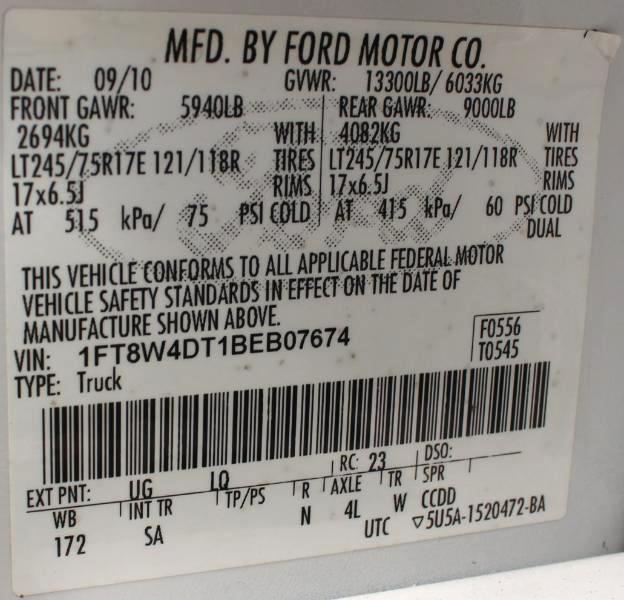 MFD. BY FORD MOTOR CO.
DATE: 09/10 GVWR: 13300LB/ 6033KG
FRONT GAWR: 5940LB REAR GAWR: 9000LB
2694KG WITH 4082KG WITH
LT245/75R17E 121/118R TIRES LT245/75R17E 121/118R TIRES
17x6.5J RIMS 17x6.5J RIMS
AT 515 kPa/ 75 PSI COLD AT 415 kPa/ 60 PSI COLD
DUAL
THIS VEHICLE CONFORMS TO ALL APPLICABLE FEDERAL MOTOR
VEHICLE SAFETY STANDARDS IN EFFECT ON THE DATE OF
MANUFACTURE SHOWN ABOVE.
VIN: 1FT8W4DT1BEB07674 F0556
TYPE: Truck T0545
EXT PNT: UG LQ RC: 23 DSO:
WB INT TR TP/PS R AXLE TR SPR
172 SA N 4L W CCDD
UTC ▽5U5A-1520472-BA